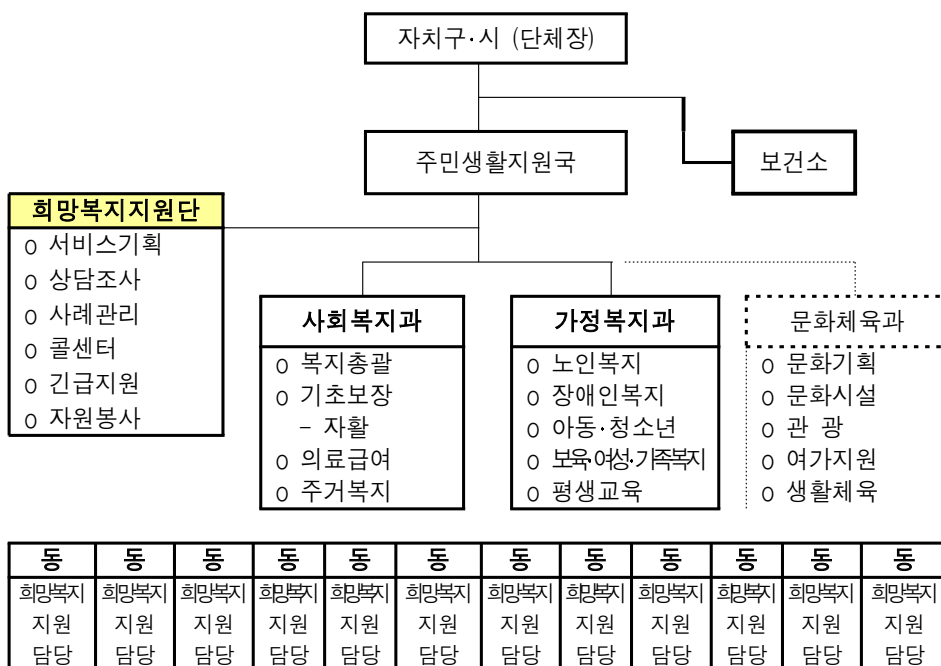 자치구·시 (단체장)
주민생활지원국
보건소
희망복지지원단
o 서비스기획
o 상담조사
o 사례관리
o 콜센터
o 긴급지원
o 자원봉사
사회복지과
o 복지총괄
o 기초보장
- 자활
o 의료급여
o 주거복지
가정복지과
o 노인복지
o 장애인복지
o 아동·청소년
o 보육·여성·가족복지
o 평생교육
문화체육과
o 문화기획
o 문화시설
o 관 광
o 여가지원
o 생활체육
동 동 동 동 동 동 동 동 동 동 동 동
희망복지 희망복지 희망복지 희망복지 희망복지 희망복지 희망복지 희망복지 희망복지 희망복지 희망복지 희망복지
지원 지원 지원 지원 지원 지원 지원 지원 지원 지원 지원 지원
담당 담당 담당 담당 담당 담당 담당 담당 담당 담당 담당 담당